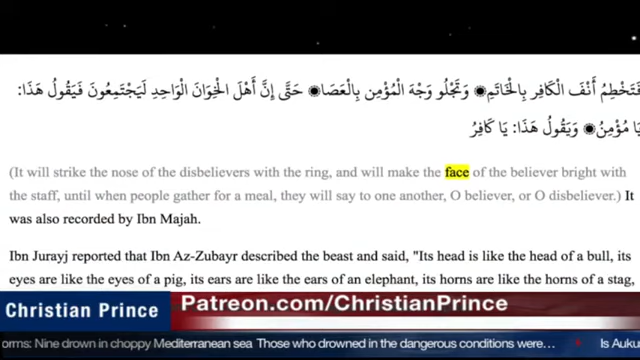 فَتَخْطِمُ أَنْفَ الْكَافِرِ بِالْخَاتَمِ وَتَجْلُو وَجْهَ الْمُؤْمِنِ بِالْعَصَا حَتَّى إِنَّ أَهْلَ الْخِوَانِ الْوَاحِدِ لَيَجْتَمِعُونَ فَيَقُولُ هَذَا:
يَا مُؤْمِنُ وَيَقُولُ هَذَا: يَا كَافِرُ
(It will strike the nose of the disbelievers with the ring, and will make the face of the believer bright with
the staff, until when people gather for a meal, they will say to one another, O believer, or O disbeliever.) It
was also recorded by Ibn Majah.
Ibn Jurayj reported that Ibn Az-Zubayr described the beast and said, "Its head is like the head of a bull, its
eyes are like the eyes of a pig, its ears are like the ears of an elephant, its horns are like the horns of a stag,
Christian Prince
Patreon.com/ChristianPrince
orms: Nine drown in choppy Mediterranean sea Those who drowned in the dangerous conditions were... Is Auku